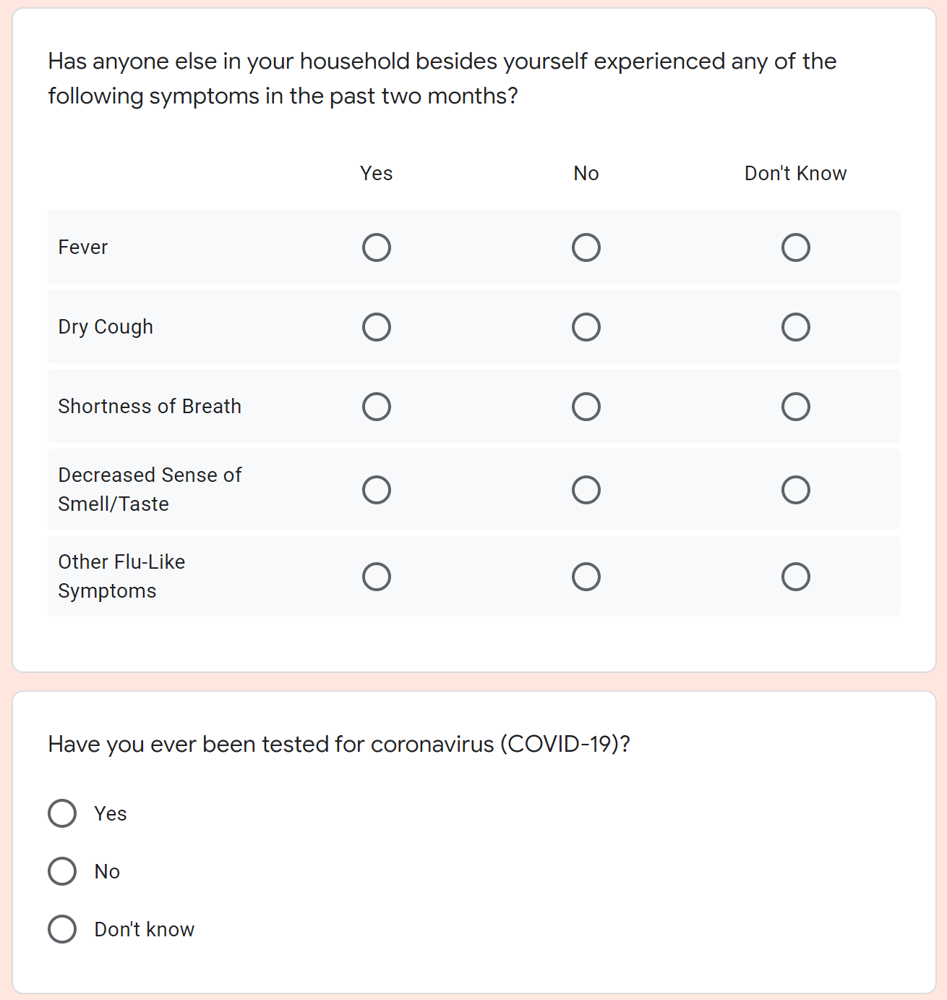 Has anyone else in your household besides yourself experienced any of the
following symptoms in the past two months?
Yes No Don't Know
Fever
Dry Cough
Shortness of Breath
Decreased Sense of
Smell/Taste
Other Flu-Like
Symptoms
Have you ever been tested for coronavirus (COVID-19)?
Yes
No
Don't know